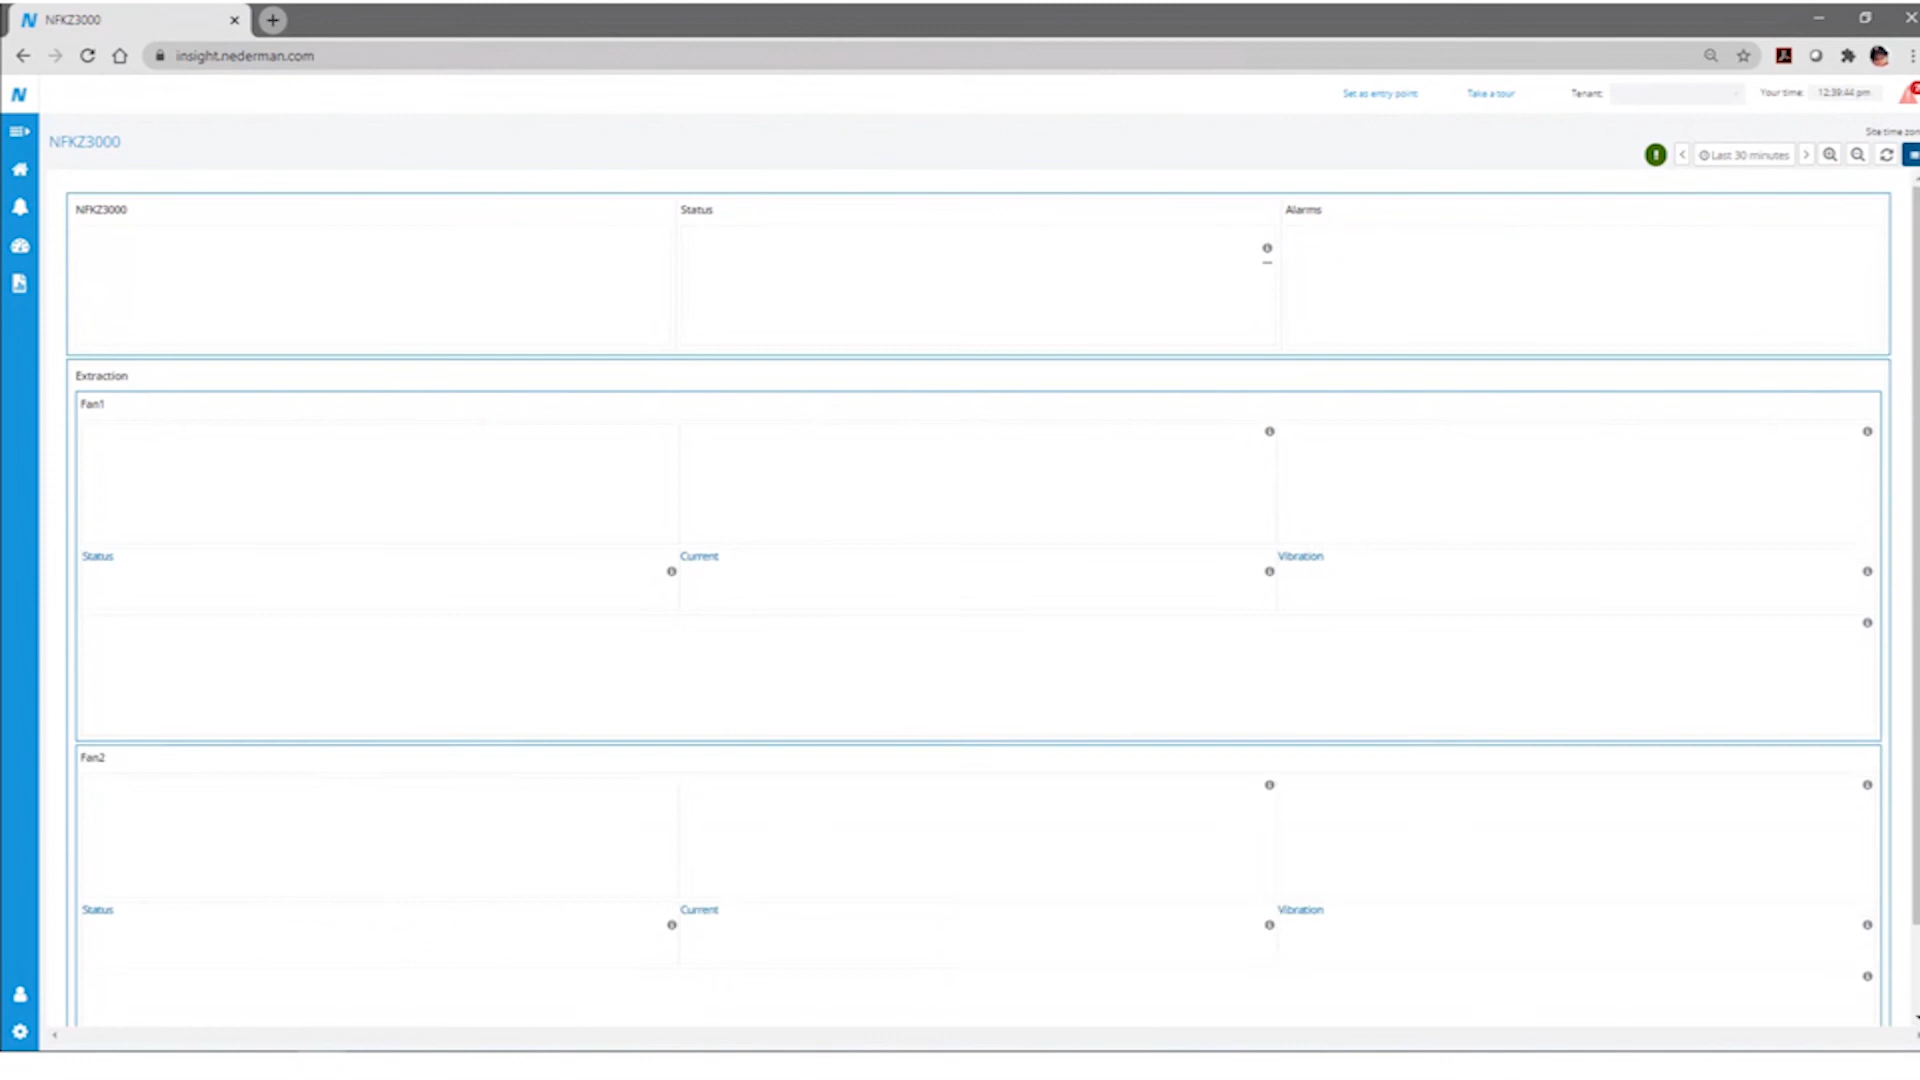 NFKZ3000
insight.nederman.com
Set as entry point
Take a tour
Tenant:
Your time:
12:39:44 pm
Site time zon
NFKZ3000
Last 30 minutes
NFKZ3000
Status
Alarms
Extraction
Fan1
Status
Current
Vibration
Fan2
Status
Current
Vibration